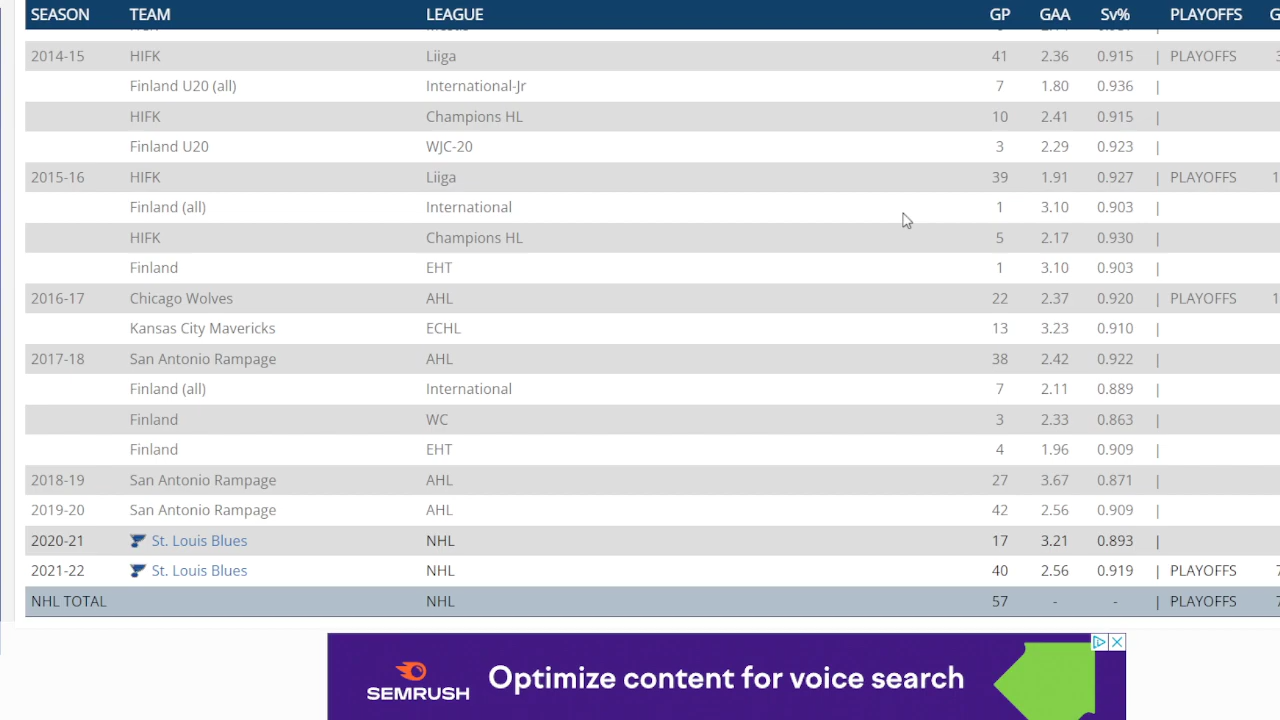 SEASON TEAM LEAGUE GP GAA Sv% PLAYOFFS G
2014-15 HIFK Liiga 41 2.36 0.915 | PLAYOFFS 3
Finland U20 (all) International-Jr 7 1.80 0.936 |
HIFK Champions HL 10 2.41 0.915 |
Finland U20 WJC-20 3 2.29 0.923 |
2015-16 HIFK Liiga 39 1.91 0.927 | PLAYOFFS 1
Finland (all) International 1 3.10 0.903 |
HIFK Champions HL 5 2.17 0.930 |
Finland EHT 1 3.10 0.903 |
2016-17 Chicago Wolves AHL 22 2.37 0.920 | PLAYOFFS 1
Kansas City Mavericks ECHL 13 3.23 0.910 |
2017-18 San Antonio Rampage AHL 38 2.42 0.922 |
Finland (all) International 7 2.11 0.889 |
Finland WC 3 2.33 0.863 |
Finland EHT 4 1.96 0.909 |
2018-19 San Antonio Rampage AHL 27 3.67 0.871 |
2019-20 San Antonio Rampage AHL 42 2.56 0.909 |
2020-21 St. Louis Blues NHL 17 3.21 0.893 |
2021-22 St. Louis Blues NHL 40 2.56 0.919 | PLAYOFFS 7
NHL TOTAL NHL 57 - - | PLAYOFFS 7
SEMRUSH Optimize content for voice search